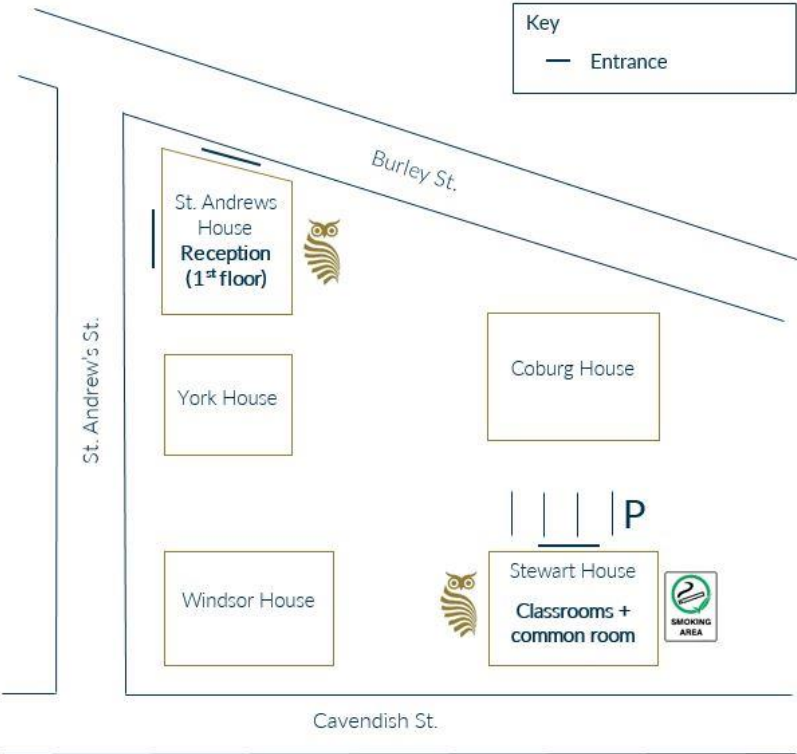 Key
Entrance
Burley St.
St. Andrews
House
Reception
(1st floor)
St. Andrew's St.
York House
Coburg House
P
Windsor House
Stewart House
Classrooms +
common room
SMOKING
AREA
Cavendish St.